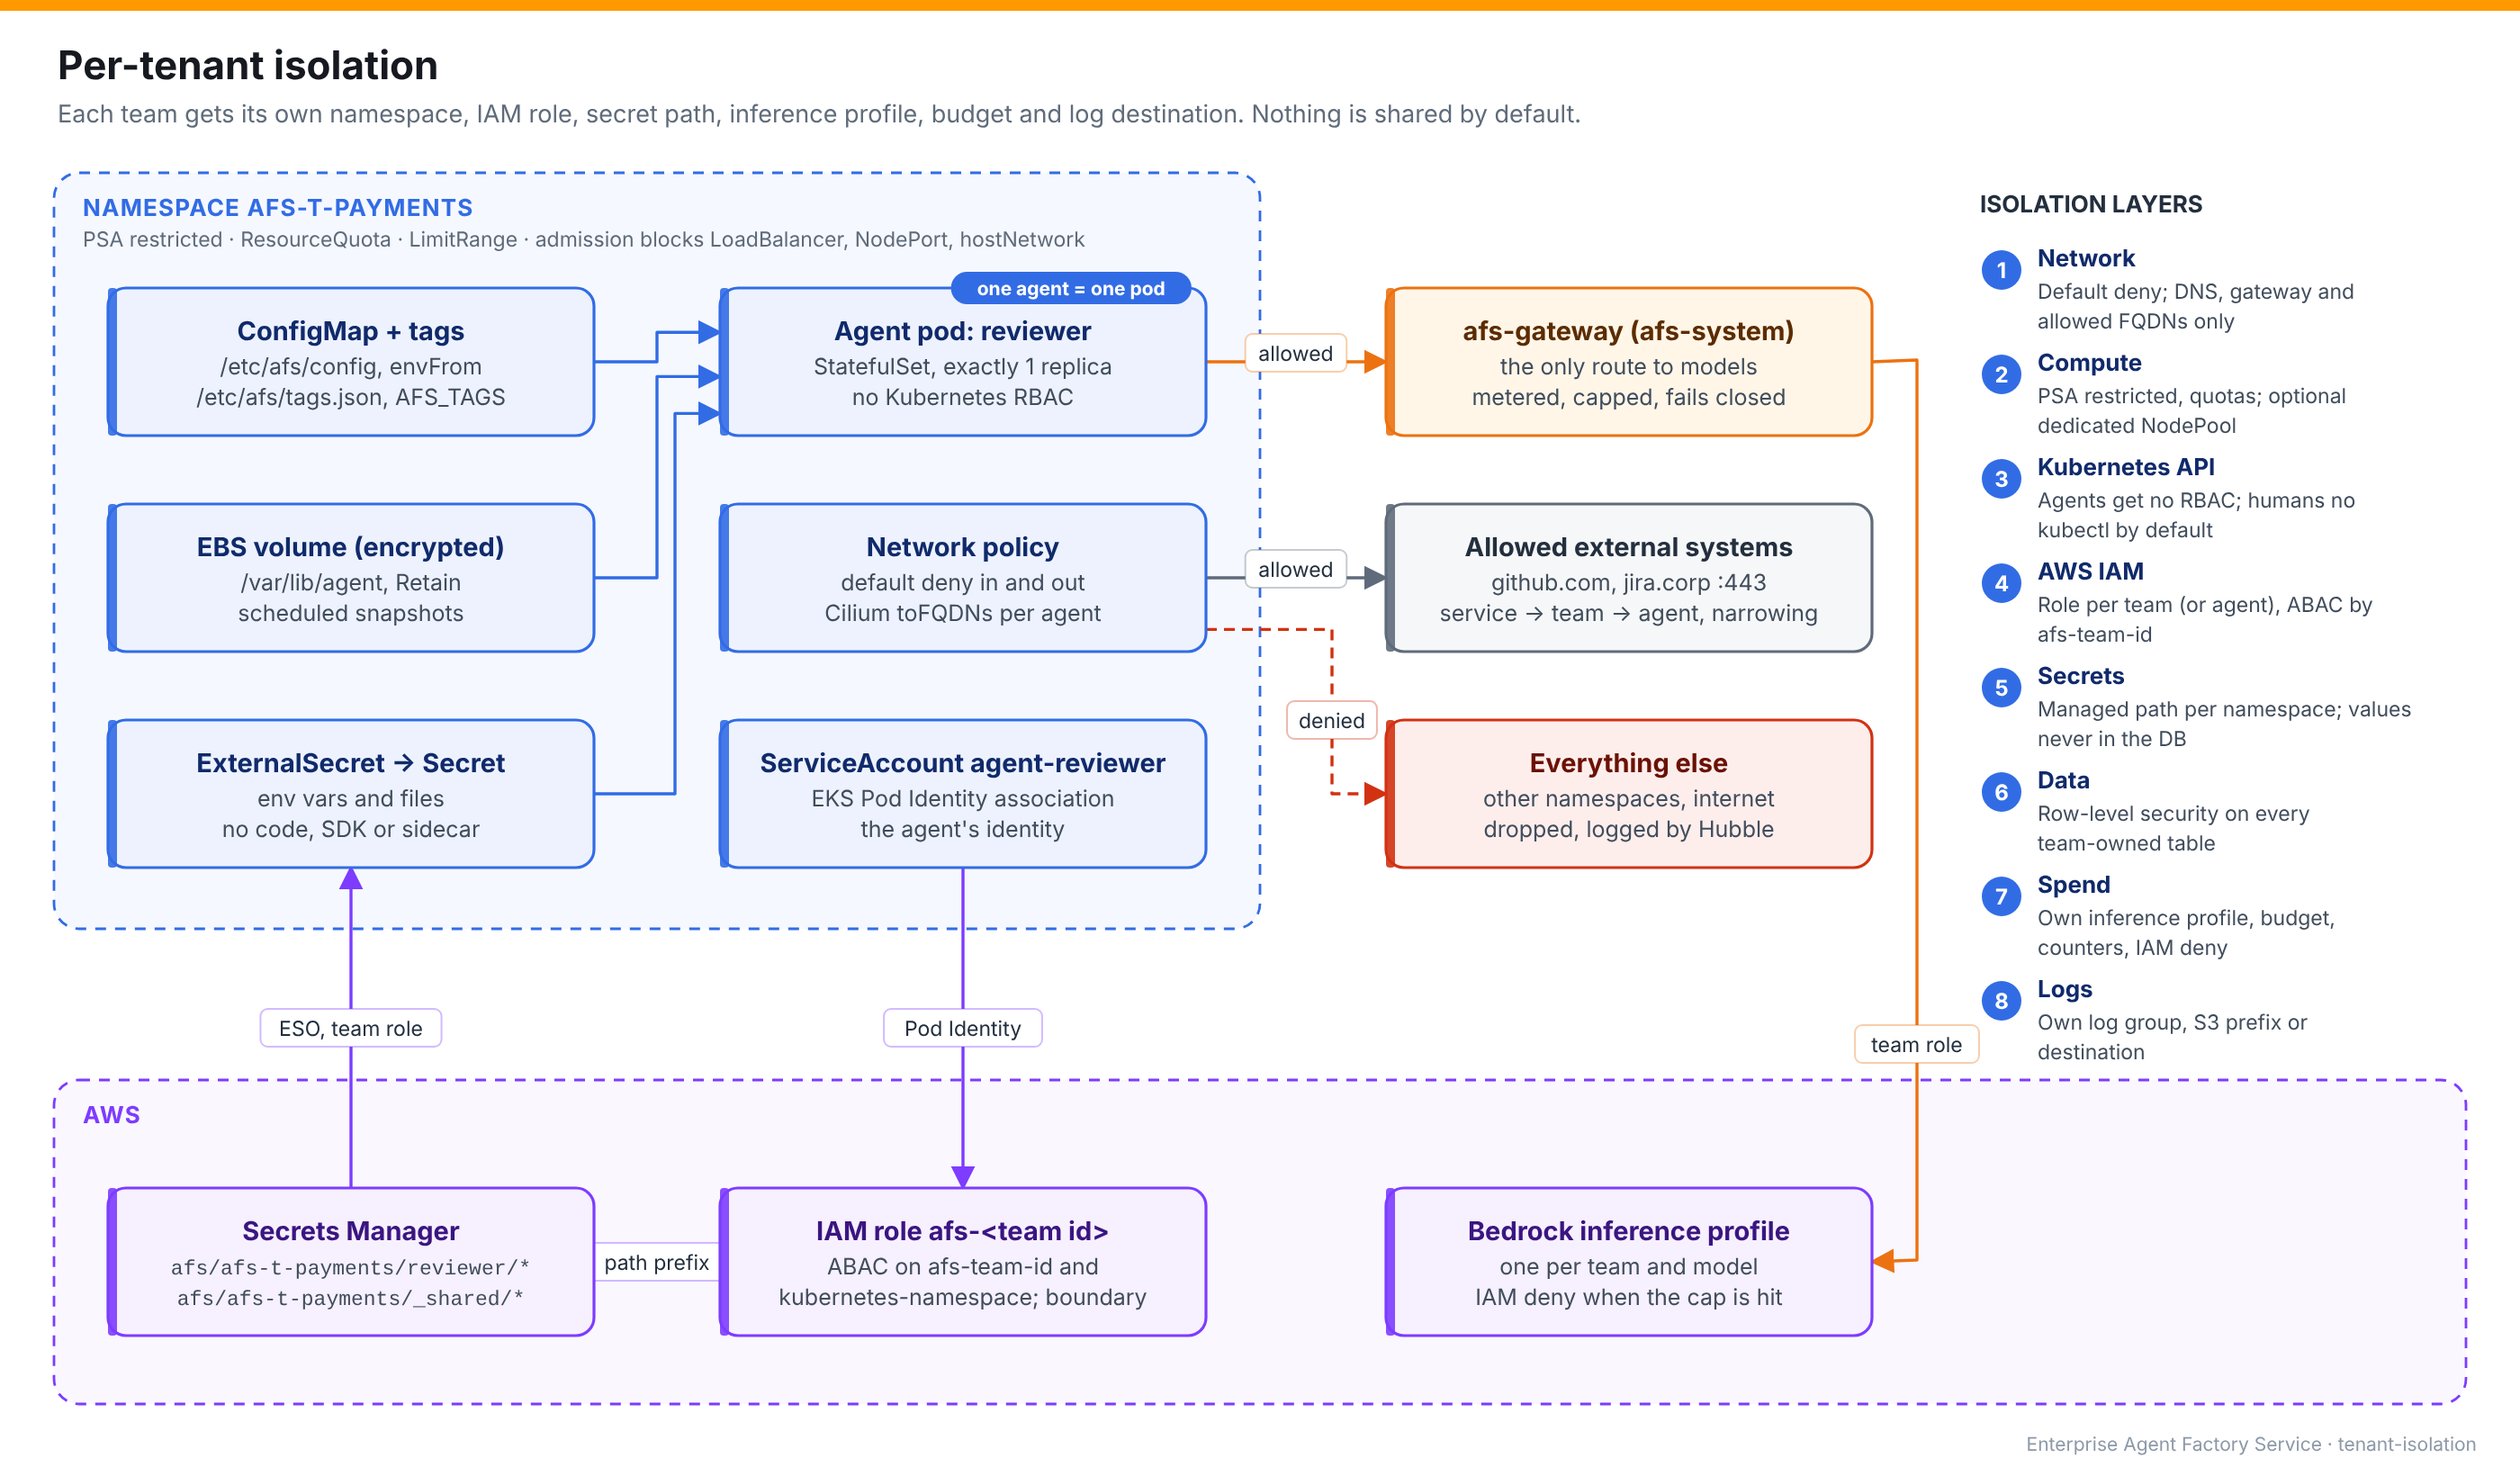 Per-tenant isolation
Each team gets its own namespace, IAM role, secret path, inference profile, budget and log destination. Nothing is shared by default.
NAMESPACE AFS-T-PAYMENTS
PSA restricted · ResourceQuota · LimitRange · admission blocks LoadBalancer, NodePort, hostNetwork
ConfigMap + tags
/etc/afs/config, envFrom
/etc/afs/tags.json, AFS_TAGS
one agent = one pod
Agent pod: reviewer
StatefulSet, exactly 1 replica
no Kubernetes RBAC
allowed
afs-gateway (afs-system)
the only route to models
metered, capped, fails closed
EBS volume (encrypted)
/var/lib/agent, Retain
scheduled snapshots
Network policy
default deny in and out
Cilium toFQDNs per agent
allowed
Allowed external systems
github.com, jira.corp :443
service → team → agent, narrowing
denied
ExternalSecret → Secret
env vars and files
no code, SDK or sidecar
ServiceAccount agent-reviewer
EKS Pod Identity association
the agent's identity
Everything else
other namespaces, internet
dropped, logged by Hubble
ESO, team role
Pod Identity
team role
ISOLATION LAYERS
1 Network
Default deny; DNS, gateway and
allowed FQDNs only
2 Compute
PSA restricted, quotas; optional
dedicated NodePool
3 Kubernetes API
Agents get no RBAC; humans no
kubectl by default
4 AWS IAM
Role per team (or agent), ABAC by
afs-team-id
5 Secrets
Managed path per namespace; values
never in the DB
6 Data
Row-level security on every
team-owned table
7 Spend
Own inference profile, budget,
counters, IAM deny
8 Logs
Own log group, S3 prefix or
destination
AWS
Secrets Manager
afs/afs-t-payments/reviewer/*
afs/afs-t-payments/_shared/*
path prefix
IAM role afs-<team id>
ABAC on afs-team-id and
kubernetes-namespace; boundary
Bedrock inference profile
one per team and model
IAM deny when the cap is hit
Enterprise Agent Factory Service · tenant-isolation